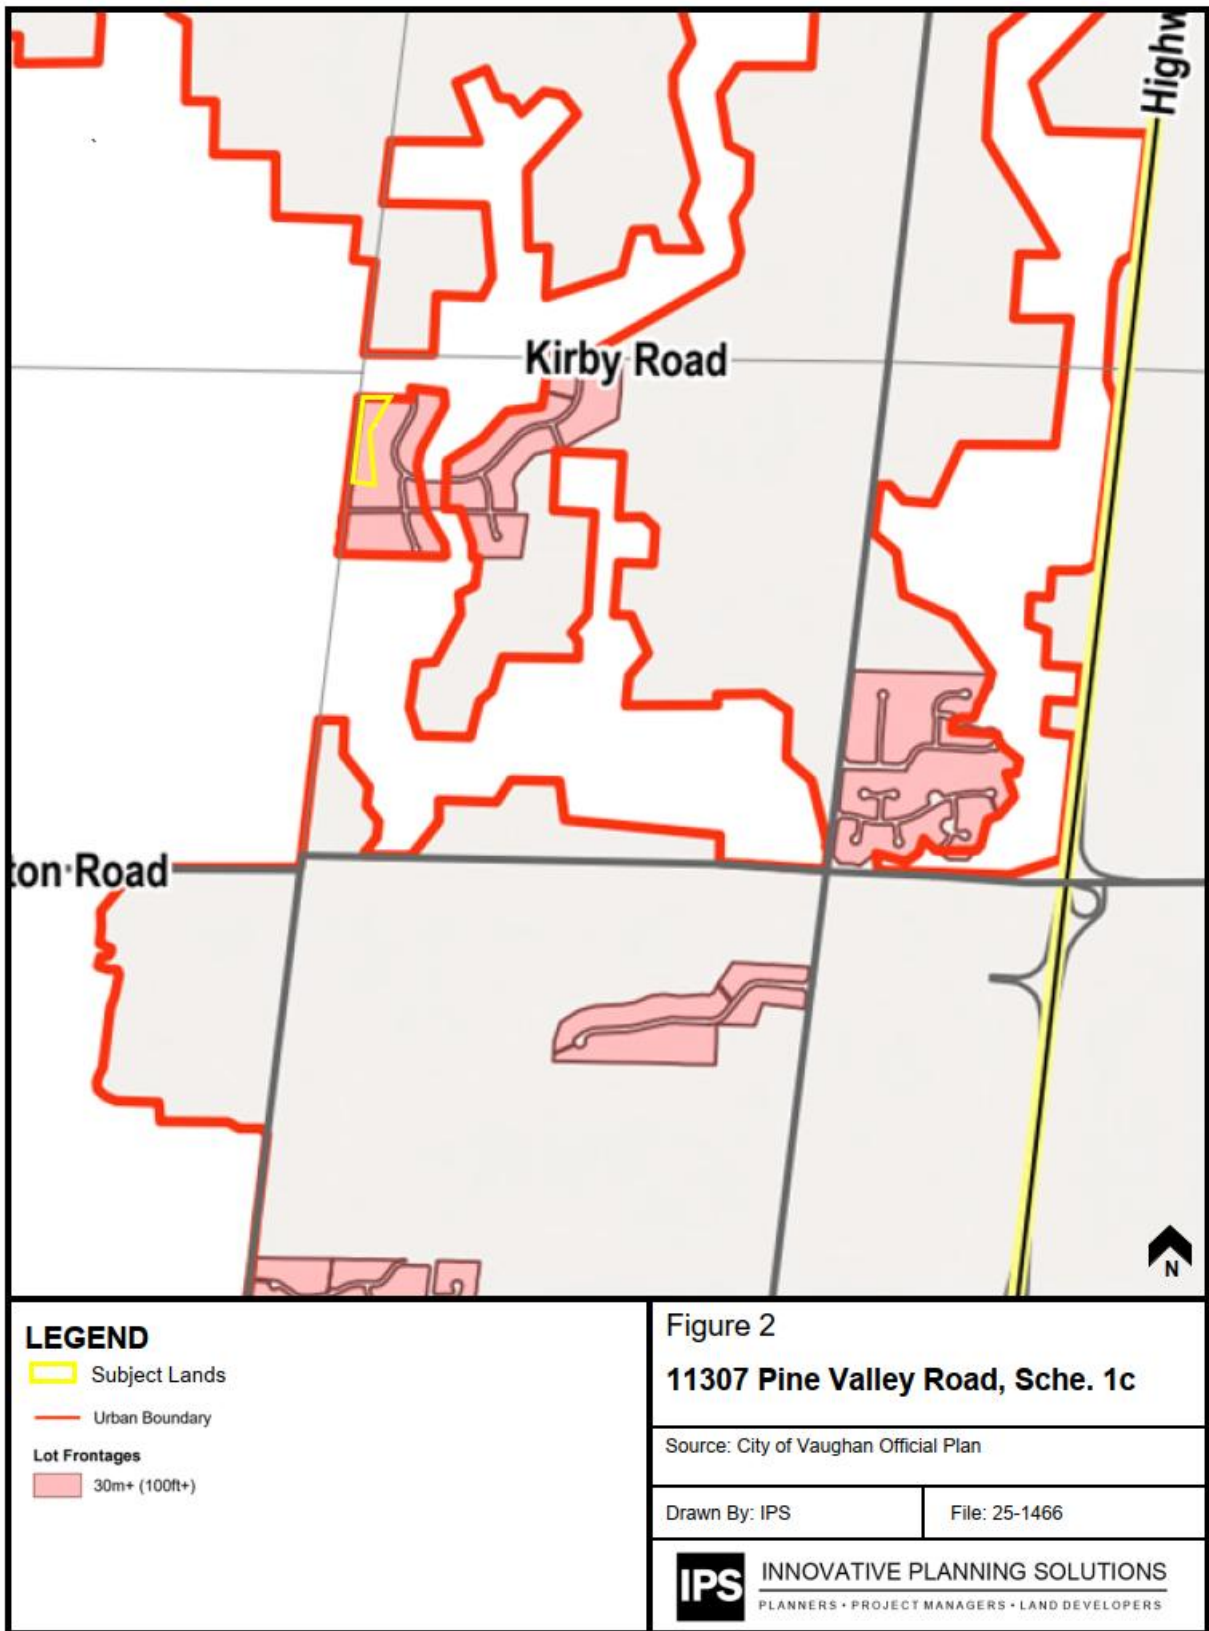 Highw
Kirby Road
ton Road
N
LEGEND
Subject Lands
Urban Boundary
Lot Frontages
30m+ (100ft+)
Figure 2
11307 Pine Valley Road, Sche. 1c
Source: City of Vaughan Official Plan
Drawn By: IPS
File: 25-1466
IPS
INNOVATIVE PLANNING SOLUTIONS
PLANNERS • PROJECT MANAGERS • LAND DEVELOPERS